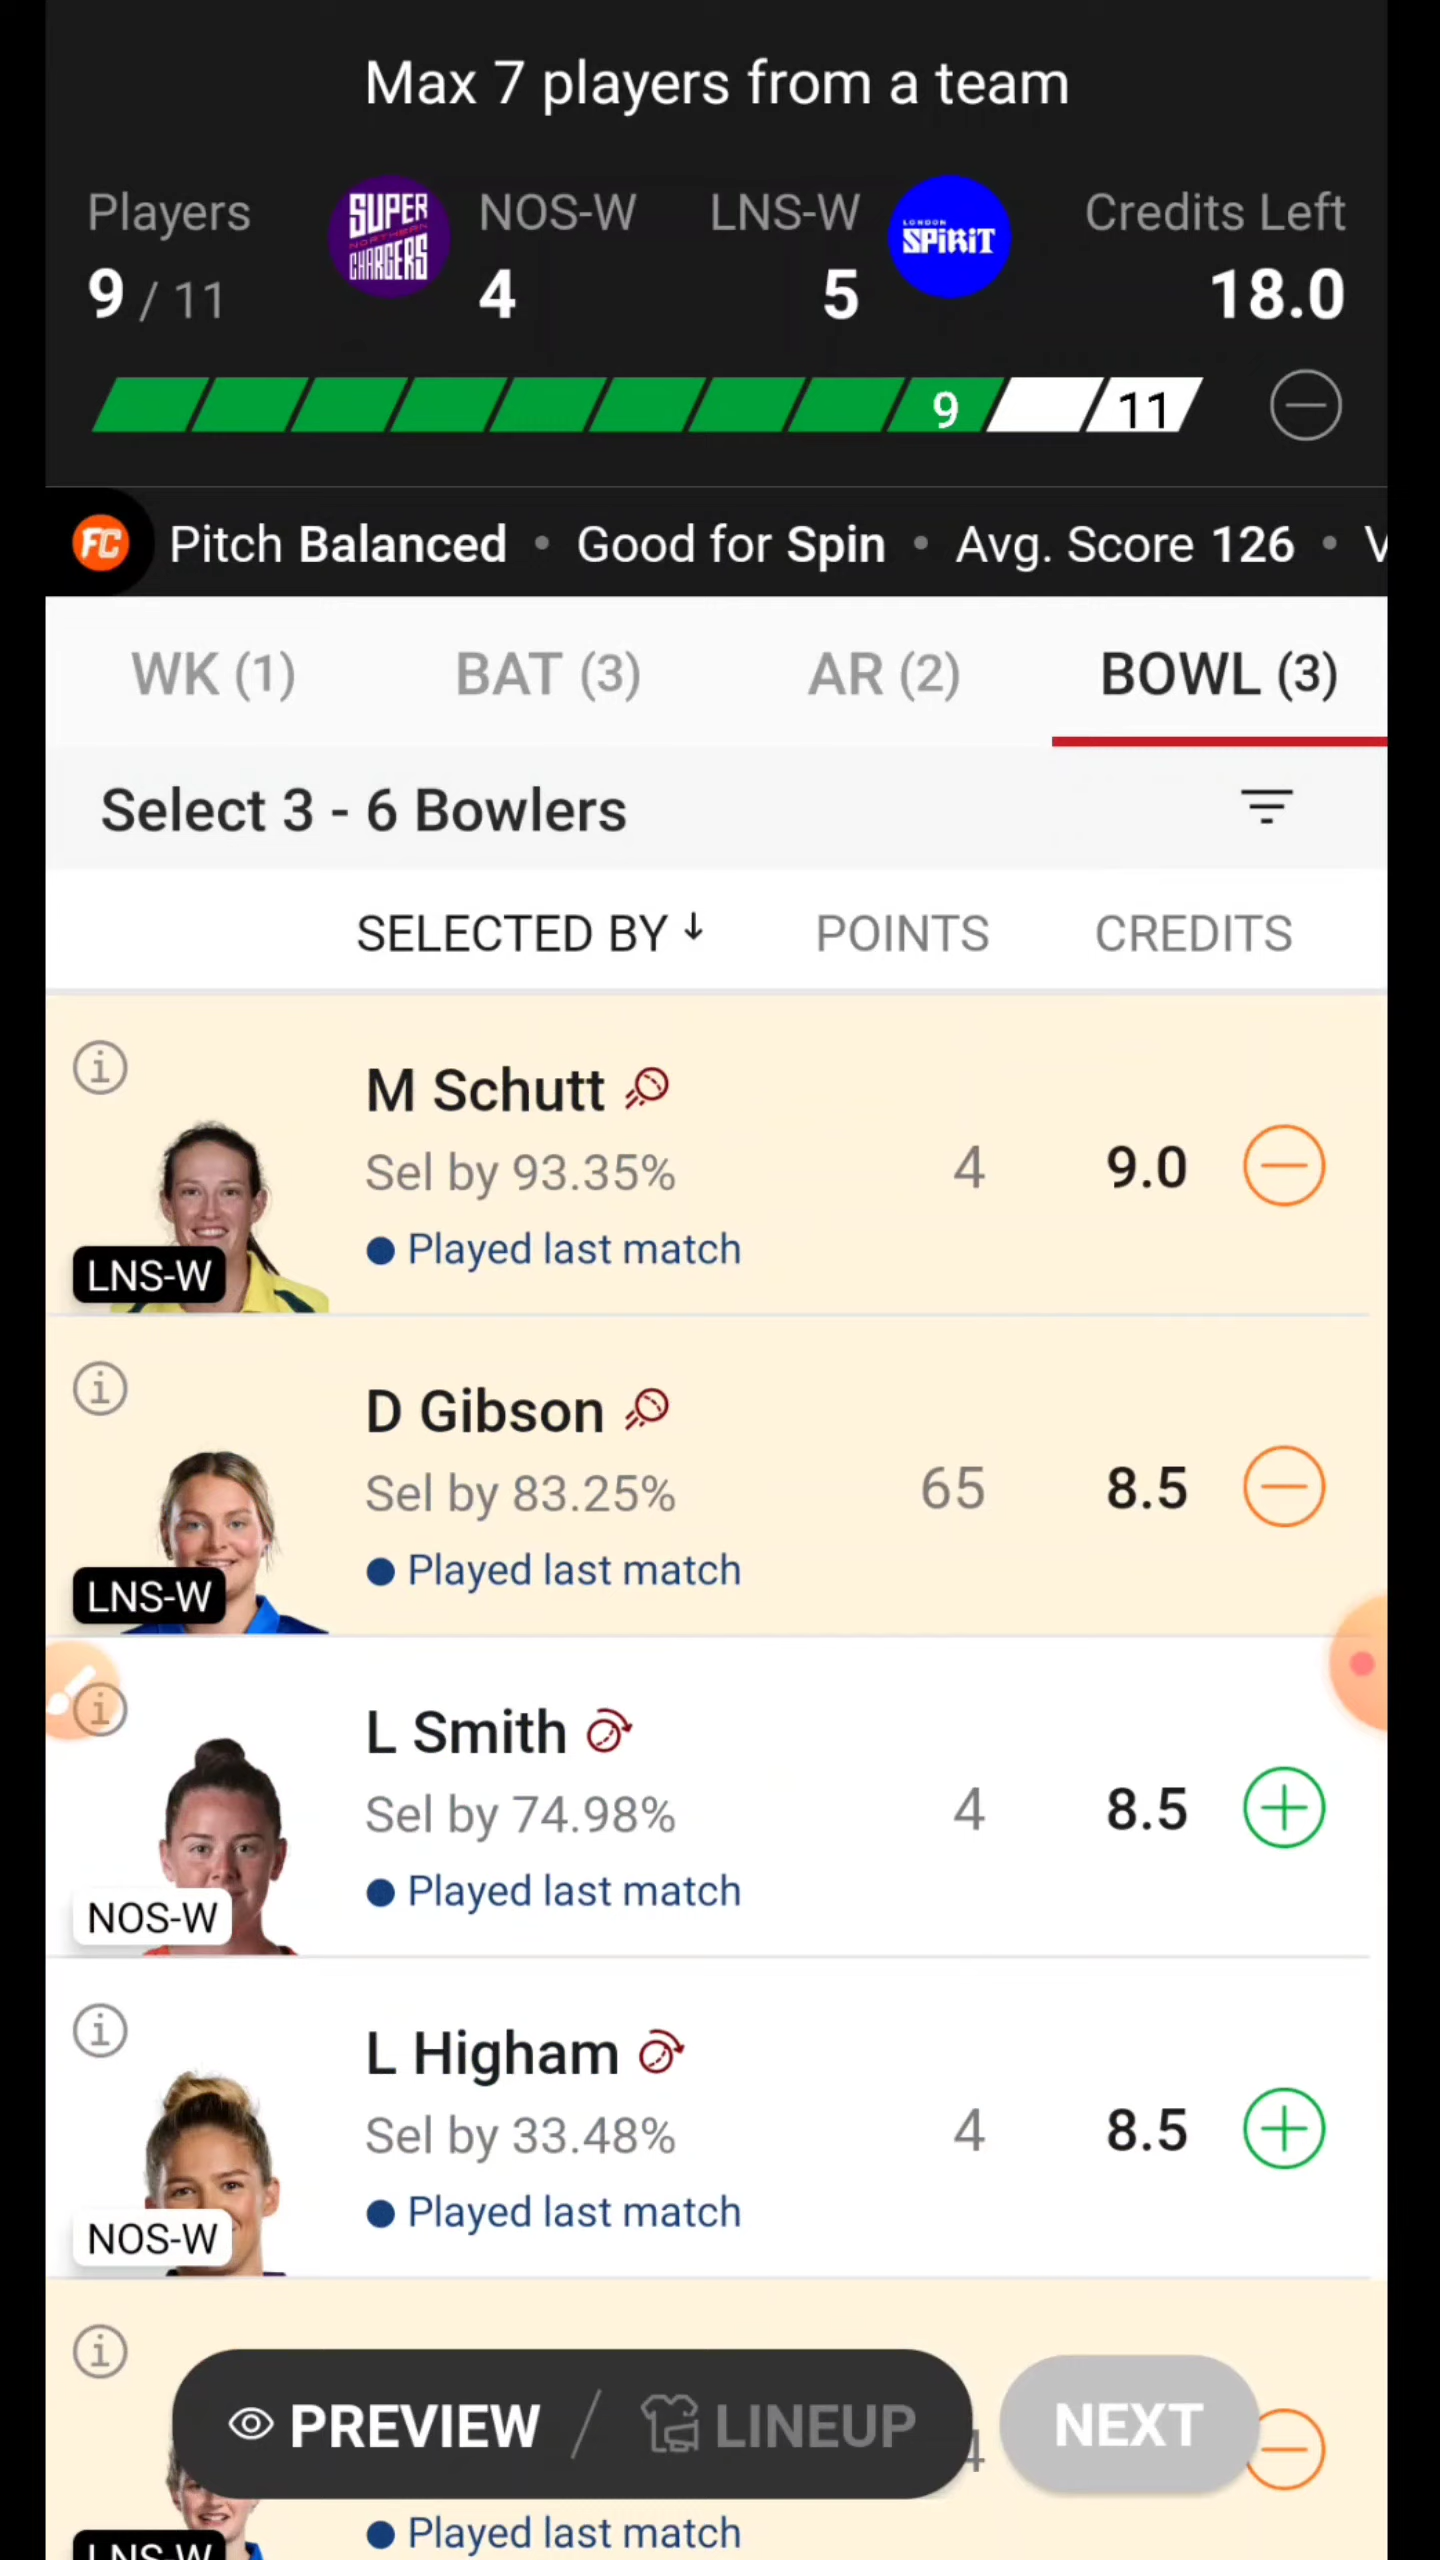 Max 7 players from a team
Players
SUPER
NORTHERN
CHARGERS
NOS-W
LNS-W
LONDON
SPIRIT
Credits Left
9 / 11
4
5
18.0
9
11
FC Pitch Balanced • Good for Spin • Avg. Score 126 • V
WK (1) BAT (3) AR (2) BOWL (3)
Select 3 - 6 Bowlers
SELECTED BY ↓ POINTS CREDITS
M Schutt
Sel by 93.35% 4 9.0
Played last match
LNS-W
D Gibson
Sel by 83.25% 65 8.5
Played last match
LNS-W
L Smith
Sel by 74.98% 4 8.5
Played last match
NOS-W
L Higham
Sel by 33.48% 4 8.5
Played last match
NOS-W
PREVIEW / LINEUP 4 NEXT
Played last match
LNS-W